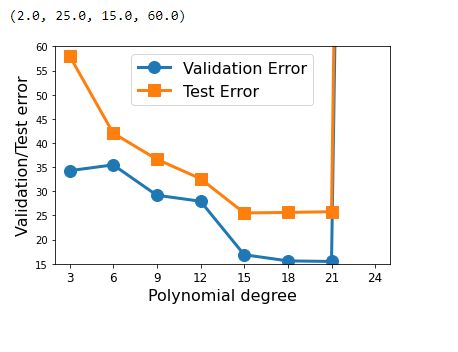 (2.0, 25.0, 15.0, 60.0)
60
55
50
45
40
35
30
25
20
15
Validation/Test error
Validation Error
Test Error
3 6 9 12 15 18 21 24
Polynomial degree